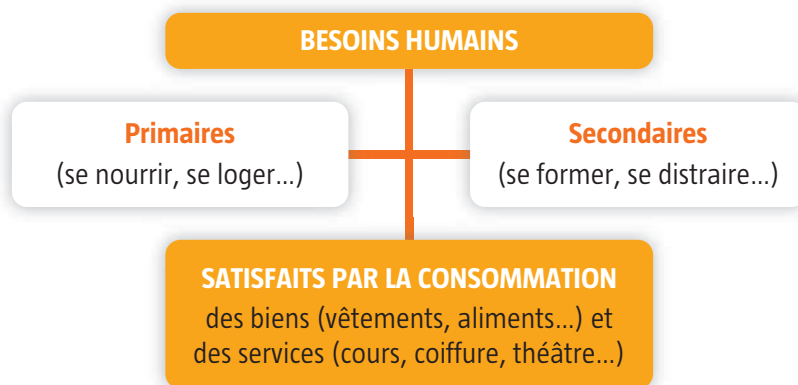 BESOINS HUMAINS
Primaires
(se nourrir, se loger...)
Secondaires
(se former, se distraire...)
SATISFAITS PAR LA CONSOMMATION
des biens (vêtements, aliments...) et
des services (cours, coiffure, théâtre...)